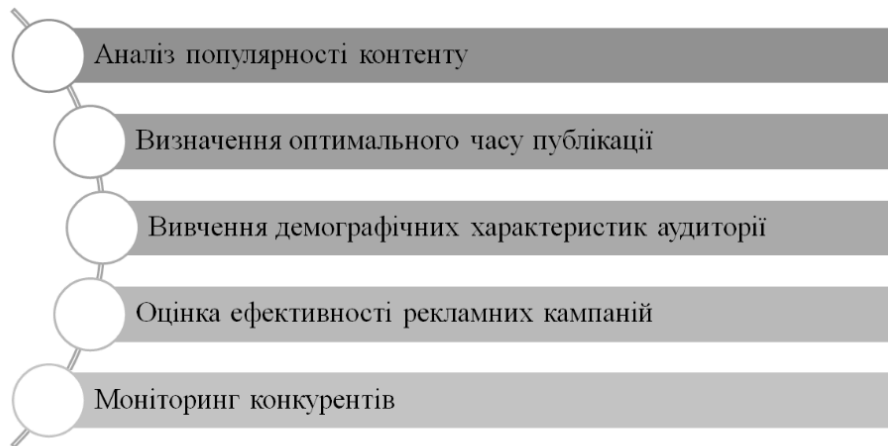 Аналіз популярності контенту
Визначення оптимального часу публікації
Вивчення демографічних характеристик аудиторії
Оцінка ефективності рекламних кампаній
Моніторинг конкурентів